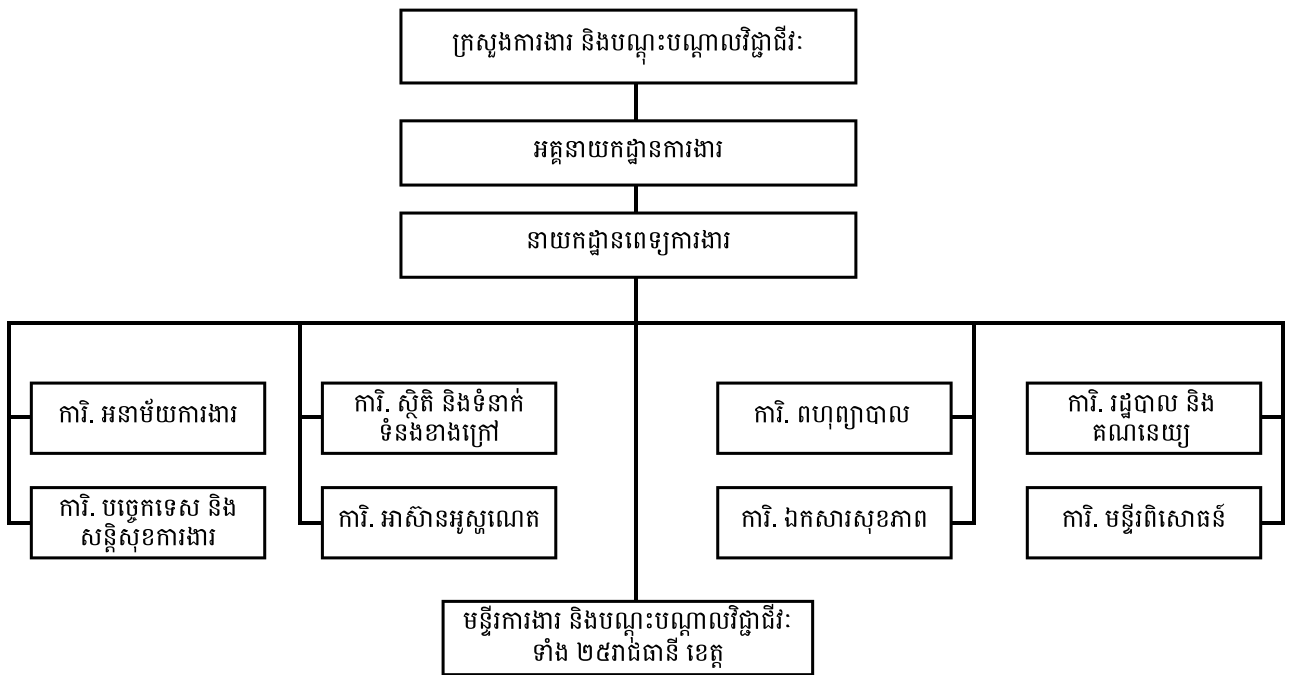 ក្រសួងការងារ និងបណ្តុះបណ្តាលវិជ្ជាជីវៈ
អគ្គនាយកដ្ឋានការងារ
នាយកដ្ឋានពេទ្យការងារ
ការិ. អនាម័យការងារ
ការិ. ស្ថិតិ និងទំនាក់
ទំនងខាងក្រៅ
ការិ. ពហុព្យាបាល
ការិ. រដ្ឋបាល និង
គណនេយ្យ
ការិ. បច្ចេកទេស និង
សន្តិសុខការងារ
ការិ. អាស៊ានអូស្ហណេត
ការិ. ឯកសារសុខភាព
ការិ. មន្ទីរពិសោធន៍
មន្ទីរការងារ និងបណ្តុះបណ្តាលវិជ្ជាជីវៈ
ទាំង ២៥រាជធានី ខេត្ត